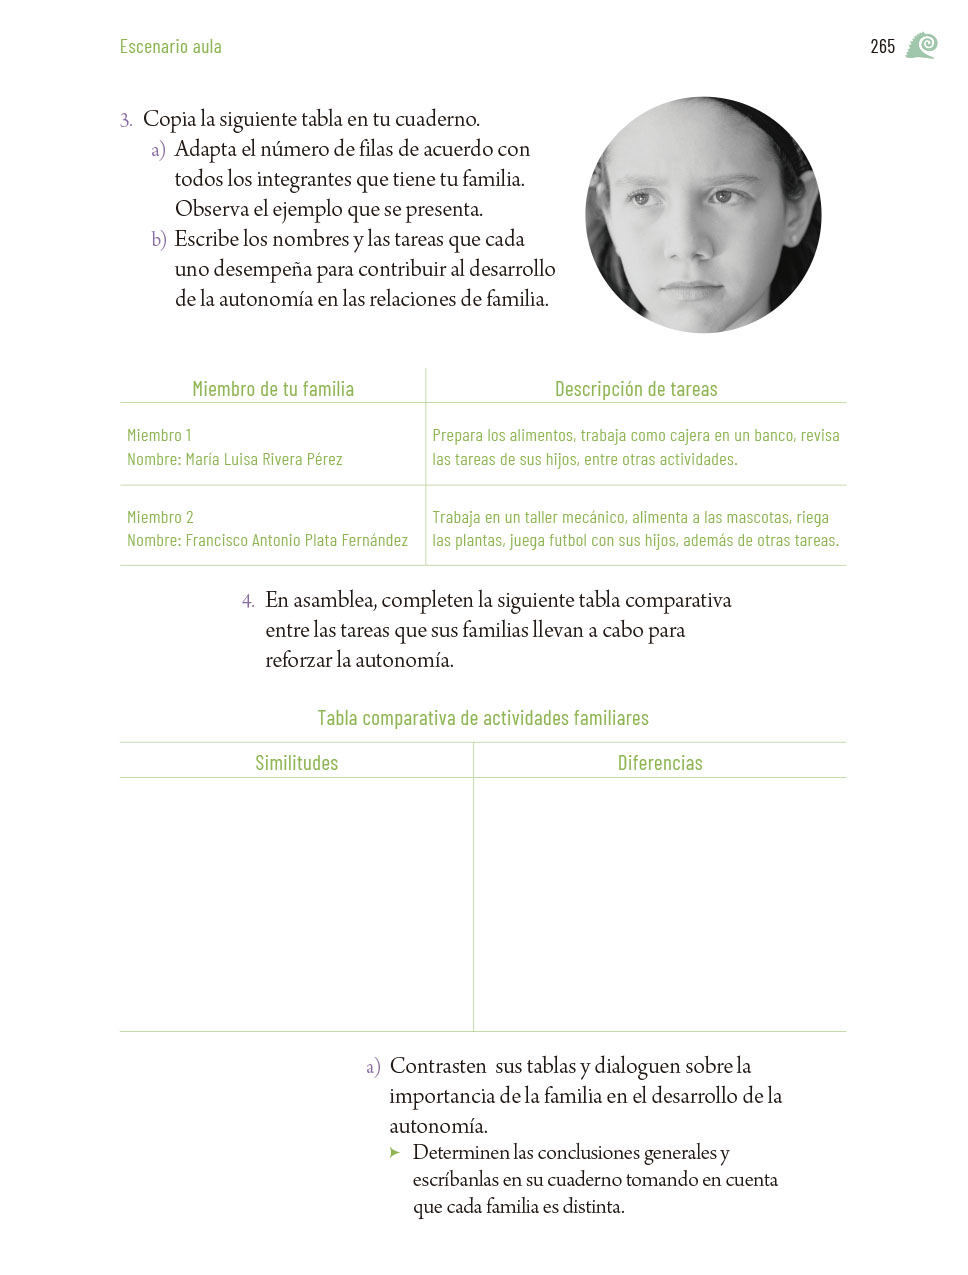 Escenario aula
265
3. Copia la siguiente tabla en tu cuaderno.
a) Adapta el número de filas de acuerdo con
todos los integrantes que tiene tu familia.
Observa el ejemplo que se presenta.
b) Escribe los nombres y las tareas que cada
uno desempeña para contribuir al desarrollo
de la autonomía en las relaciones de familia.
Miembro de tu familia
Descripción de tareas
Miembro 1
Nombre: María Luisa Rivera Pérez
Prepara los alimentos, trabaja como cajera en un banco, revisa
las tareas de sus hijos, entre otras actividades.
Miembro 2
Nombre: Francisco Antonio Plata Fernández
Trabaja en un taller mecánico, alimenta a las mascotas, riega
las plantas, juega futbol con sus hijos, además de otras tareas.
4. En asamblea, completen la siguiente tabla comparativa
entre las tareas que sus familias llevan a cabo para
reforzar la autonomía.
Tabla comparativa de actividades familiares
Similitudes
Diferencias
a) Contrasten sus tablas y dialoguen sobre la
importancia de la familia en el desarrollo de la
autonomía.
➤ Determinen las conclusiones generales y
escríbanlas en su cuaderno tomando en cuenta
que cada familia es distinta.